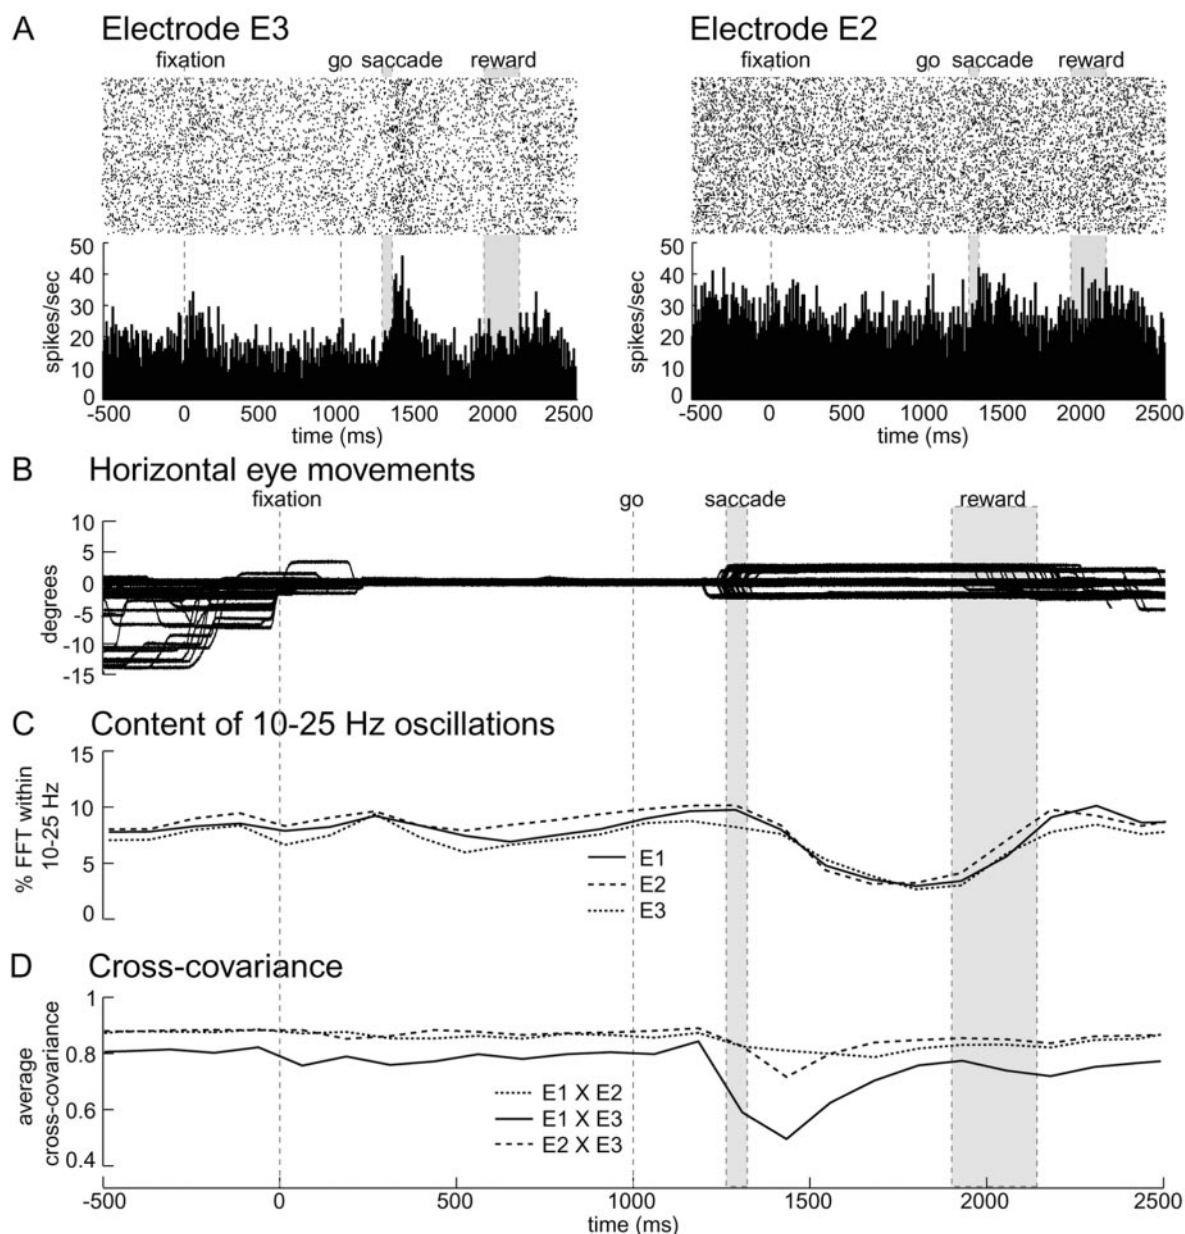 A Electrode E3 Electrode E2
fixation go saccade reward fixation go saccade reward
50 50
40 40
30 30
20 20
10 10
0 0
spikes/sec spikes/sec
-500 0 500 1000 1500 2000 2500 -500 0 500 1000 1500 2000 2500
time (ms) time (ms)
B Horizontal eye movements
fixation go saccade reward
10
5
0
-5
-10
-15
degrees
C Content of 10-25 Hz oscillations
15
10
5
0
% FFT within
10-25 Hz
E1
E2
E3
D Cross-covariance
1
0.8
0.6
0.4
average
cross-covariance
E1 X E2
E1 X E3
E2 X E3
-500 0 500 1000 1500 2000 2500
time (ms)